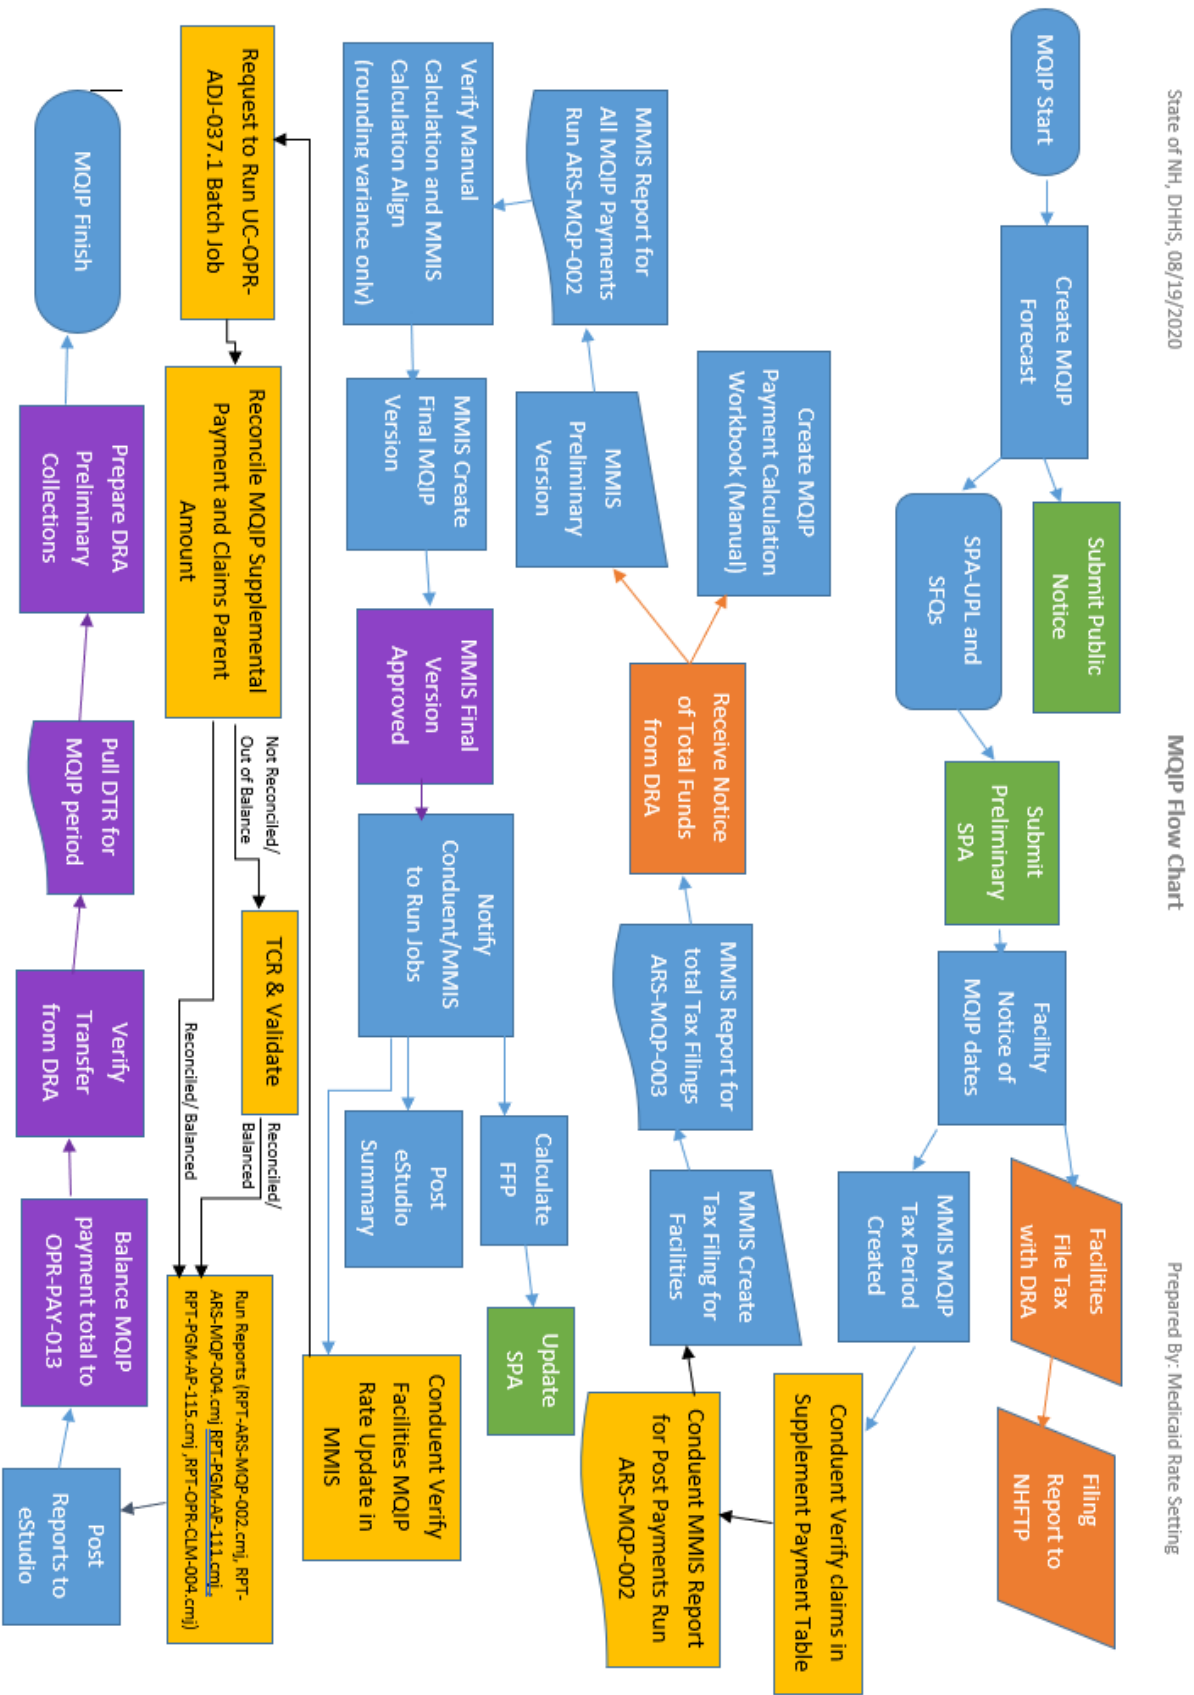 State of NH, DHHS, 08/19/2020
MQIP Flow Chart
Prepared By: Medicaid Rate Setting
MQIP Start
Create MQIP
Forecast
Submit Public
Notice
SPA-UPL and
SFQs
Submit
Preliminary
SPA
Facility
Notice of
MQIP dates
Facilities
File Tax
with DRA
Filing
Report to
NHFTP
MMIS MQIP
Tax Period
Created
Conduent Verify claims in
Supplement Payment Table
Conduent MMIS Report
for Post Payments Run
ARS-MQP-002
MMIS Create
Tax Filing for
Facilities
MMIS Report for
total Tax Filings
ARS-MQP-003
Receive Notice
of Total Funds
from DRA
Create MQIP
Payment Calculation
Workbook (Manual)
MMIS
Preliminary
Version
MMIS Report for
All MQIP Payments
Run ARS-MQP-002
Verify Manual
Calculation and MMIS
Calculation Align
(rounding variance only)
MMIS Create
Final MQIP
Version
MMIS Final
Version
Approved
Notify
Conduent/MMIS
to Run Jobs
Calculate
FFP
Update
SPA
Post
eStudio
Summary
Conduent Verify
Facilities MQIP
Rate Update in
MMIS
Request to Run UC-OPR-
ADJ-037.1 Batch Job
Reconcile MQIP Supplemental
Payment and Claims Parent
Amount
Not Reconciled/
Out of Balance
TCR & Validate
Reconciled/
Balanced
Reconciled/ Balanced
Run Reports (RPT-ARS-MQP-002.cmj, RPT-
ARS-MQP-004.cmj RPT-PGM-AP-111.cmj ,
RPT-PGM-AP-115.cmj ,RPT-OPR-CLM-004.cmj)
Post
Reports to
eStudio
Balance MQIP
payment total to
OPR-PAY-013
Verify
Transfer
from DRA
Pull DTR for
MQIP period
Prepare DRA
Preliminary
Collections
MQIP Finish